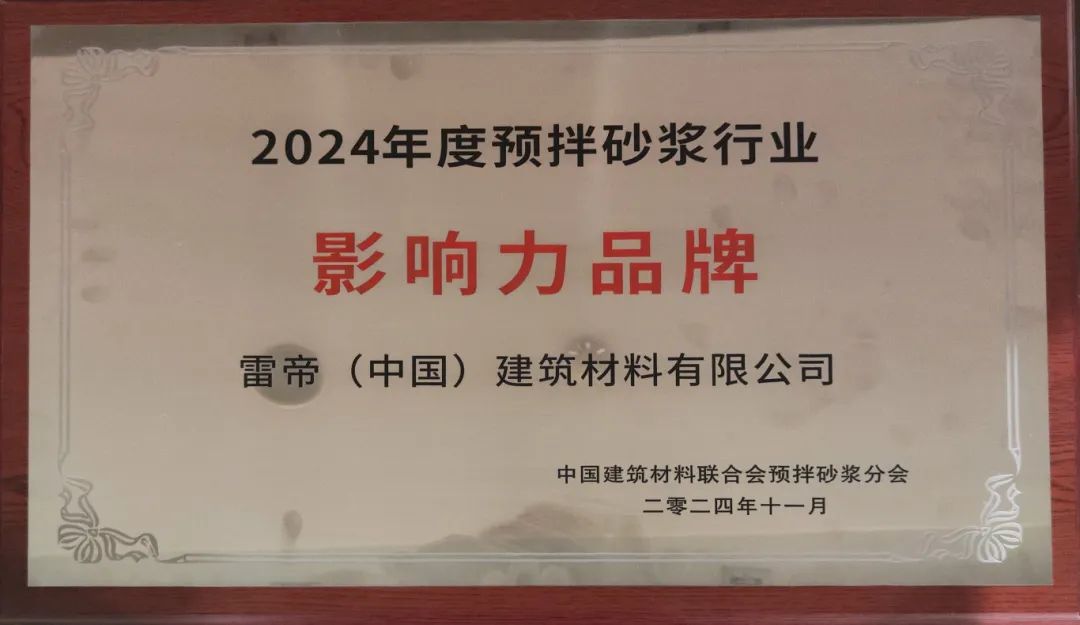 2024年度预拌砂浆行业
影响力品牌
雷帝（中国）建筑材料有限公司
中国建筑材料联合会预拌砂浆分会
二零二四年十一月